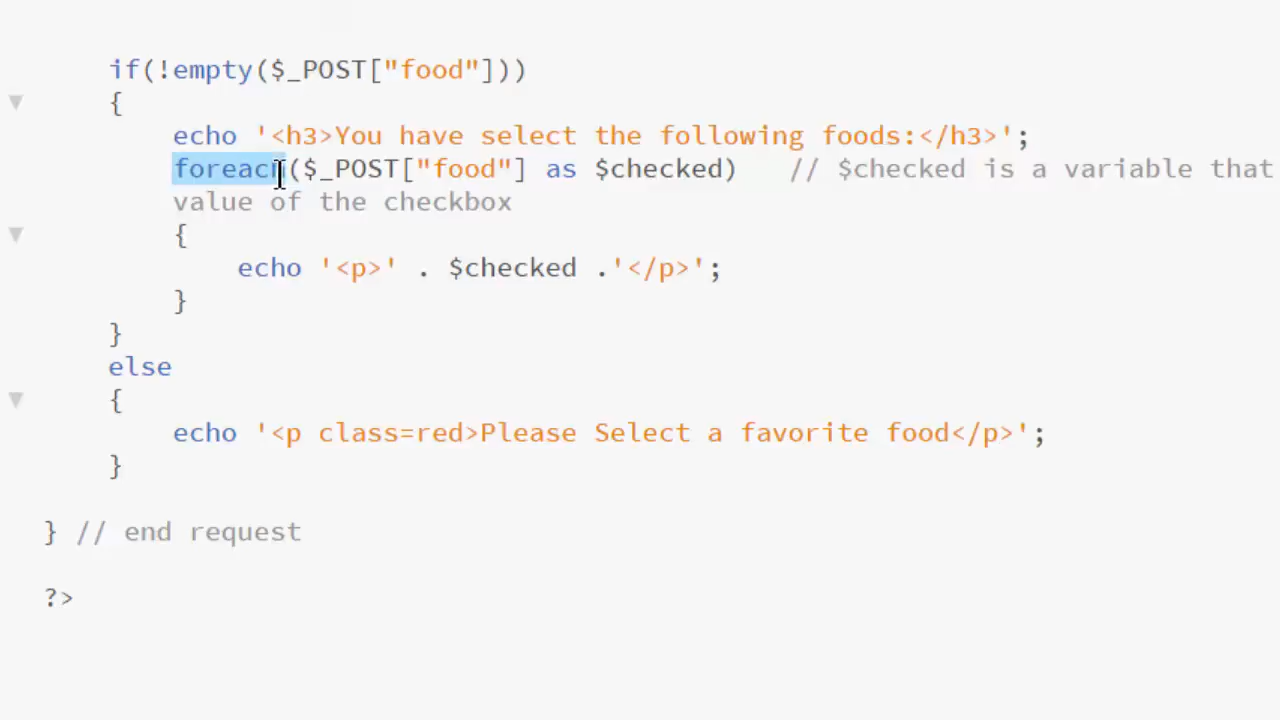 if(!empty($_POST["food"]))
{
echo '<h3>You have select the following foods:</h3>';
foreach($_POST["food"] as $checked) // $checked is a variable that
value of the checkbox
{
echo '<p>' . $checked .'</p>';
}
}
else
{
echo '<p class=red>Please Select a favorite food</p>';
}
} // end request
?>